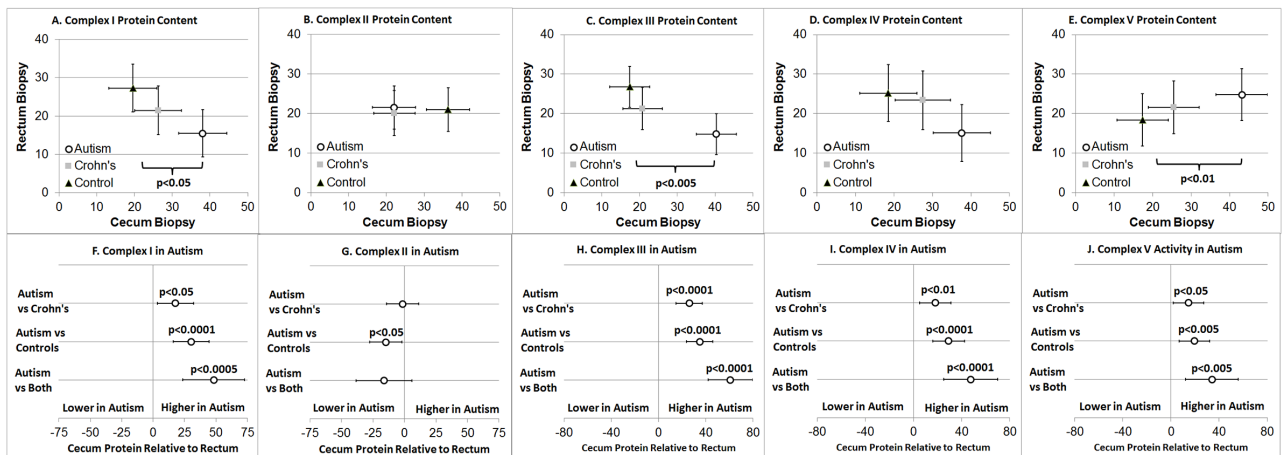 A. Complex I Protein Content
Rectum Biopsy
40
30
20
10
0
Autism
Crohn's
Control
p<0.05
0 10 20 30 40 50
Cecum Biopsy
B. Complex II Protein Content
40
30
20
10
0
Autism
Crohn's
Control
0 10 20 30 40 50
Cecum Biopsy
C. Complex III Protein Content
Rectum Biopsy
40
30
20
10
0
Autism
Crohn's
Control
p<0.005
0 10 20 30 40 50
Cecum Biopsy
D. Complex IV Protein Content
40
30
20
10
0
Autism
Crohn's
Control
0 10 20 30 40 50
Cecum Biopsy
E. Complex V Protein Content
Rectum Biopsy
40
30
20
10
0
Autism
Crohn's
Control
p<0.01
0 10 20 30 40 50
Cecum Biopsy
F. Complex I in Autism
Autism
vs Crohn's
p<0.05
Autism vs
Controls
p<0.0001
Autism
vs Both
p<0.0005
Lower in Autism Higher in Autism
-75 -50 -25 0 25 50 75
Cecum Protein Relative to Rectum
G. Complex II in Autism
Autism
vs Crohn's
Autism vs
Controls
p<0.05
Autism
vs Both
Lower in Autism Higher in Autism
-75 -50 -25 0 25 50 75
Cecum Protein Relative to Rectum
H. Complex III in Autism
Autism
vs Crohn's
p<0.0001
Autism vs
Controls
p<0.0001
Autism
vs Both
p<0.0001
Lower in Autism Higher in Autism
-80 -40 0 40 80
Cecum Protein Relative to Rectum
I. Complex IV in Autism
Autism
vs Crohn's
p<0.01
Autism vs
Controls
p<0.0001
Autism
vs Both
p<0.0001
Lower in Autism Higher in Autism
-80 -40 0 40 80
Cecum Protein Relative to Rectum
J. Complex V Activity in Autism
Autism
vs Crohn's
p<0.05
Autism vs
Controls
p<0.005
Autism
vs Both
p<0.005
Lower in Autism Higher in Autism
-80 -40 0 40 80
Cecum Protein Relative to Rectum